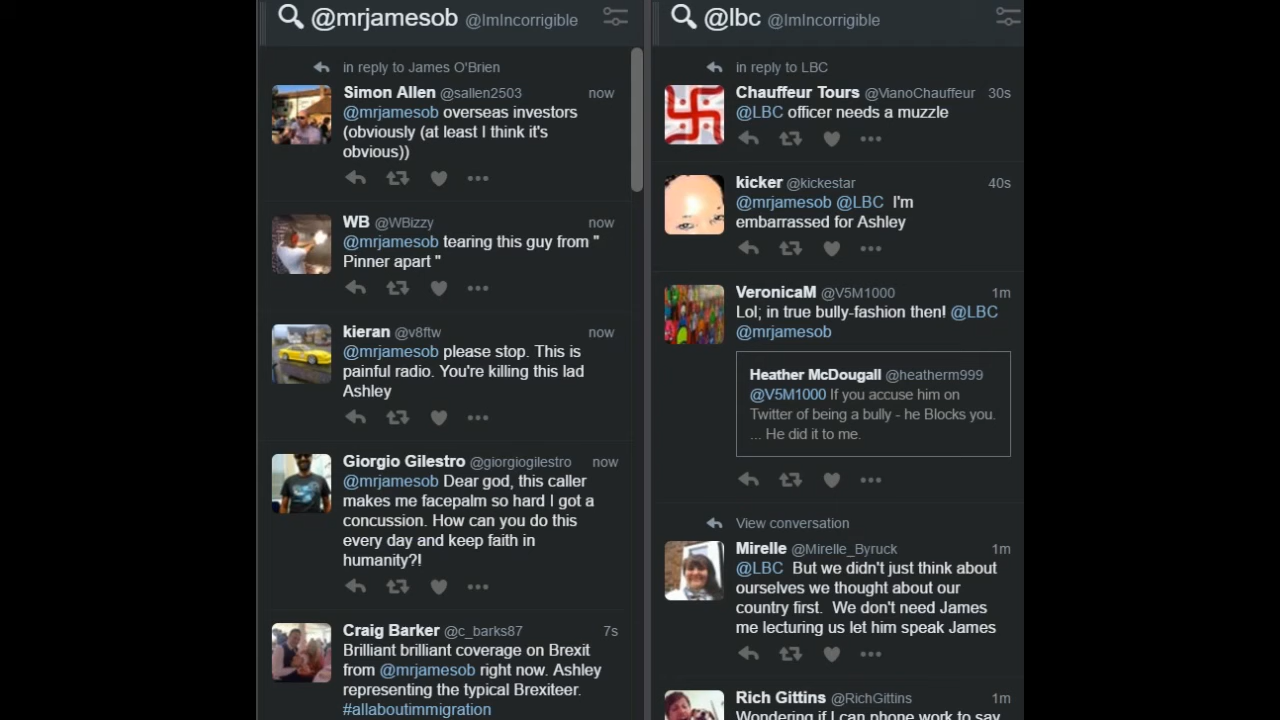 @mrjamesob @ImIncorrigible
in reply to James O'Brien
Simon Allen @sallen2503 now
@mrjamesob overseas investors
(obviously (at least I think it's
obvious))
WB @WBizzy now
@mrjamesob tearing this guy from "
Pinner apart "
kieran @v8ftw now
@mrjamesob please stop. This is
painful radio. You're killing this lad
Ashley
Giorgio Gilestro @giorgiogilestro now
@mrjamesob Dear god, this caller
makes me facepalm so hard I got a
concussion. How can you do this
every day and keep faith in
humanity?!
Craig Barker @c_barks87 7s
Brilliant brilliant coverage on Brexit
from @mrjamesob right now. Ashley
representing the typical Brexiteer.
#allaboutimmigration
@lbc @ImIncorrigible
in reply to LBC
Chauffeur Tours @VianoChauffeur 30s
@LBC officer needs a muzzle
kicker @kickestar 40s
@mrjamesob @LBC I'm
embarrassed for Ashley
VeronicaM @V5M1000 1m
Lol; in true bully-fashion then! @LBC
@mrjamesob
Heather McDougall @heatherm999
@V5M1000 If you accuse him on
Twitter of being a bully - he Blocks you.
... He did it to me.
View conversation
Mirelle @Mirelle_Byruck 1m
@LBC But we didn't just think about
ourselves we thought about our
country first. We don't need James
me lecturing us let him speak James
Rich Gittins @RichGittins 1m
Wondering if I can phone work to say